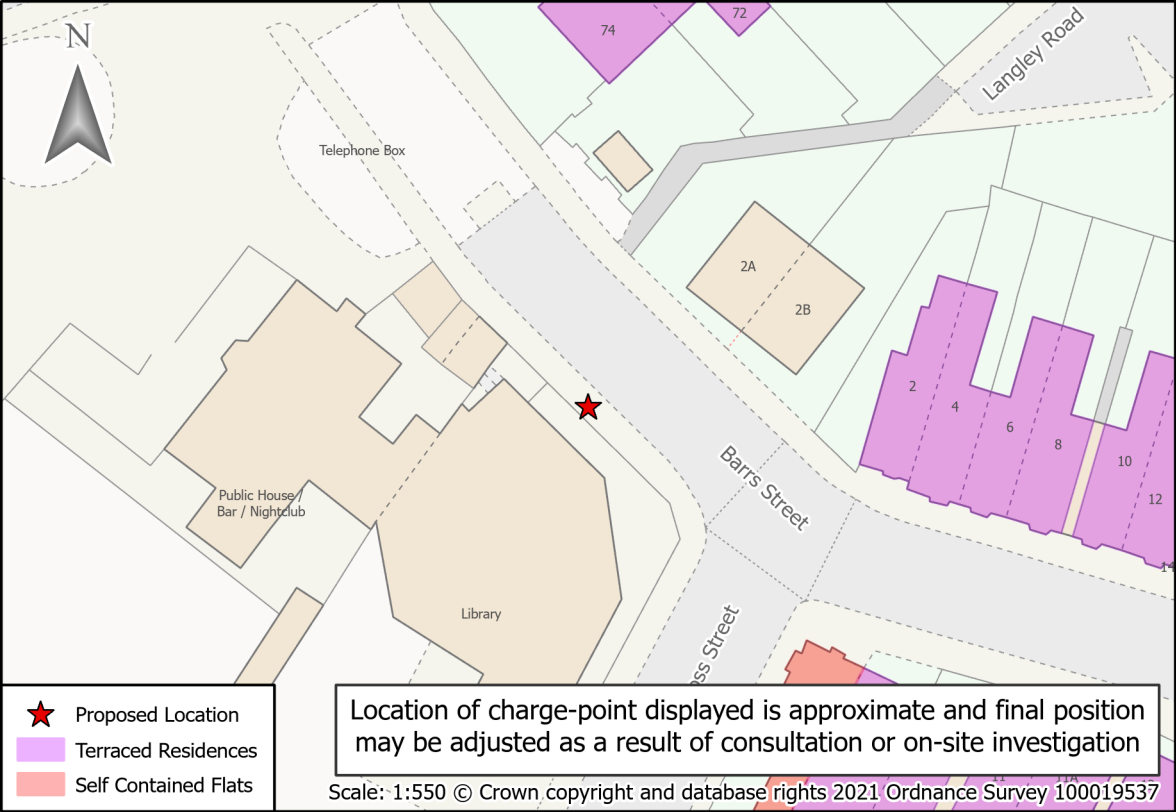 N
74
72
Langley Road
Telephone Box
2A
2B
2
4
6
8
10
12
Barrs Street
Public House /
Bar / Nightclub
Library
oss Street
Proposed Location
Terraced Residences
Self Contained Flats
Location of charge-point displayed is approximate and final position
may be adjusted as a result of consultation or on-site investigation
Scale: 1:550 © Crown copyright and database rights 2021 Ordnance Survey 100019537